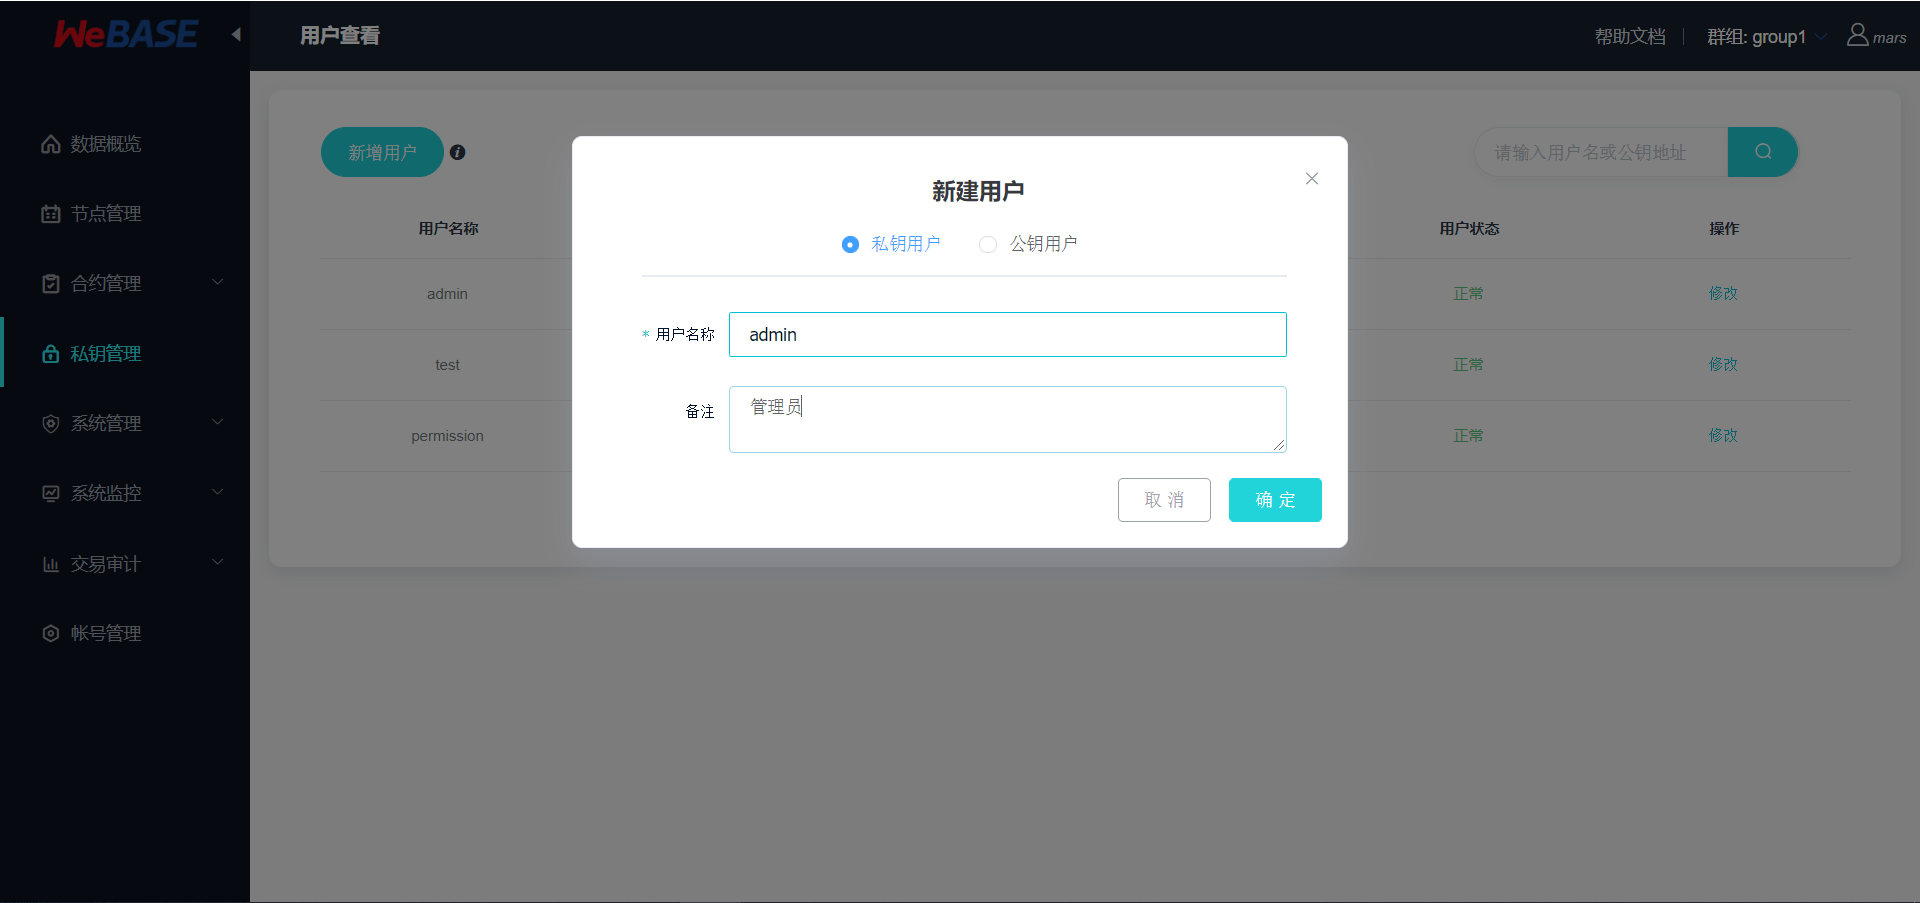 WeBASE
用户查看
帮助文档
群组: group1
mars
数据概览
节点管理
合约管理
私钥管理
系统管理
系统监控
交易审计
帐号管理
新增用户
请输入用户名或公钥地址
用户名称
用户状态
操作
admin
正常
修改
test
正常
修改
permission
正常
修改
新建用户
私钥用户
公钥用户
* 用户名称
admin
备注
管理员
取 消
确 定